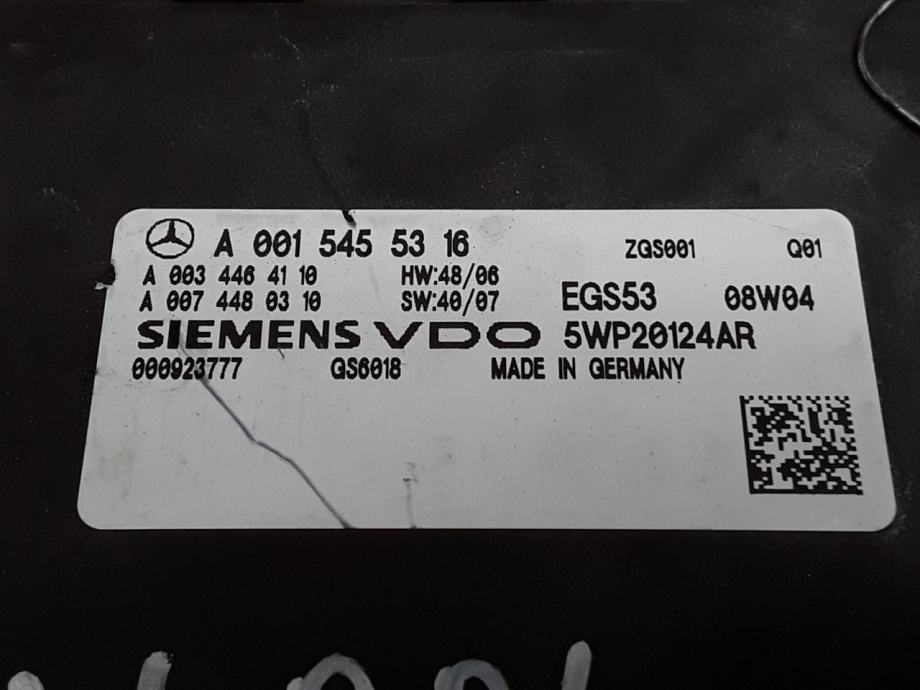 A 001 545 53 16 ZGS001 Q01
A 003 446 41 10 HW:48/06
A 007 448 03 10 SW:40/07 EGS53 08W04
SIEMENS VDO 5WP20124AR
000923777 GS6018 MADE IN GERMANY